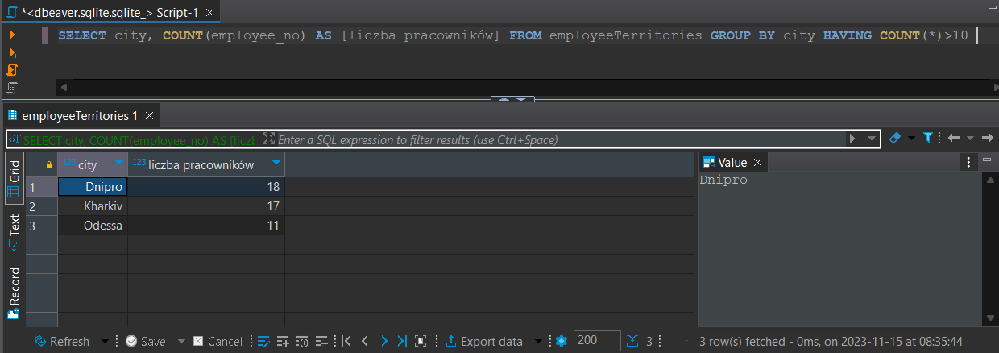 *<dbeaver.sqlite.sqlite_> Script-1
SELECT city, COUNT(employee_no) AS [liczba pracowników] FROM employeeTerritories GROUP BY city HAVING COUNT(*)>10
employeeTerritories 1
SELECT city, COUNT(employee_no) AS [liczt
Enter a SQL expression to filter results (use Ctrl+Space)
Grid
Text
Record
123 city 123 liczba pracowników
1 Dnipro 18
2 Kharkiv 17
3 Odessa 11
Value
Dnipro
Refresh Save Cancel Export data 200 3 3 row(s) fetched - 0ms, on 2023-11-15 at 08:35:44